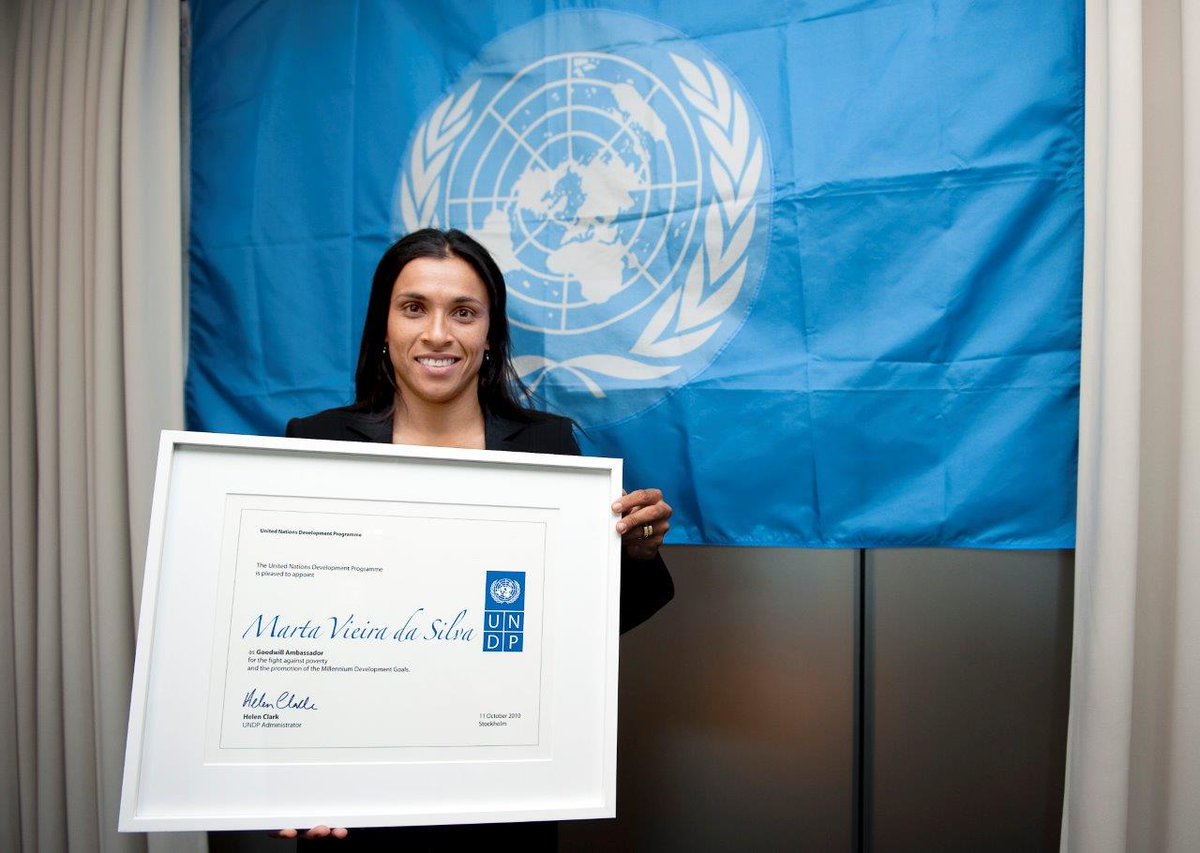 United Nations Development Programme
The United Nations Development Programme
is pleased to appoint
Marta Vieira da Silva
as Goodwill Ambassador
for the fight against poverty
and the promotion of the Millennium Development Goals.
Helen Clark
Helen Clark
UNDP Administrator
11 October 2010
Stockholm
UN
DP